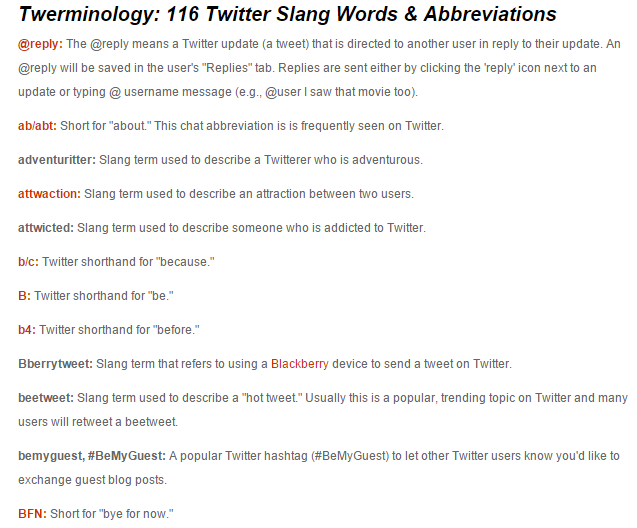 Twerminology: 116 Twitter Slang Words & Abbreviations
@reply: The @reply means a Twitter update (a tweet) that is directed to another user in reply to their update. An
@reply will be saved in the user's "Replies" tab. Replies are sent either by clicking the 'reply' icon next to an
update or typing @ username message (e.g., @user I saw that movie too).
ab/abt: Short for "about." This chat abbreviation is is frequently seen on Twitter.
adventuritter: Slang term used to describe a Twitterer who is adventurous.
attwaction: Slang term used to describe an attraction between two users.
attwicted: Slang term used to describe someone who is addicted to Twitter.
b/c: Twitter shorthand for "because."
B: Twitter shorthand for "be."
b4: Twitter shorthand for "before."
Bberrytweet: Slang term that refers to using a Blackberry device to send a tweet on Twitter.
beetweet: Slang term used to describe a "hot tweet." Usually this is a popular, trending topic on Twitter and many
users will retweet a beetweet.
bemyguest, #BeMyGuest: A popular Twitter hashtag (#BeMyGuest) to let other Twitter users know you'd like to
exchange guest blog posts.
BFN: Short for "bye for now."